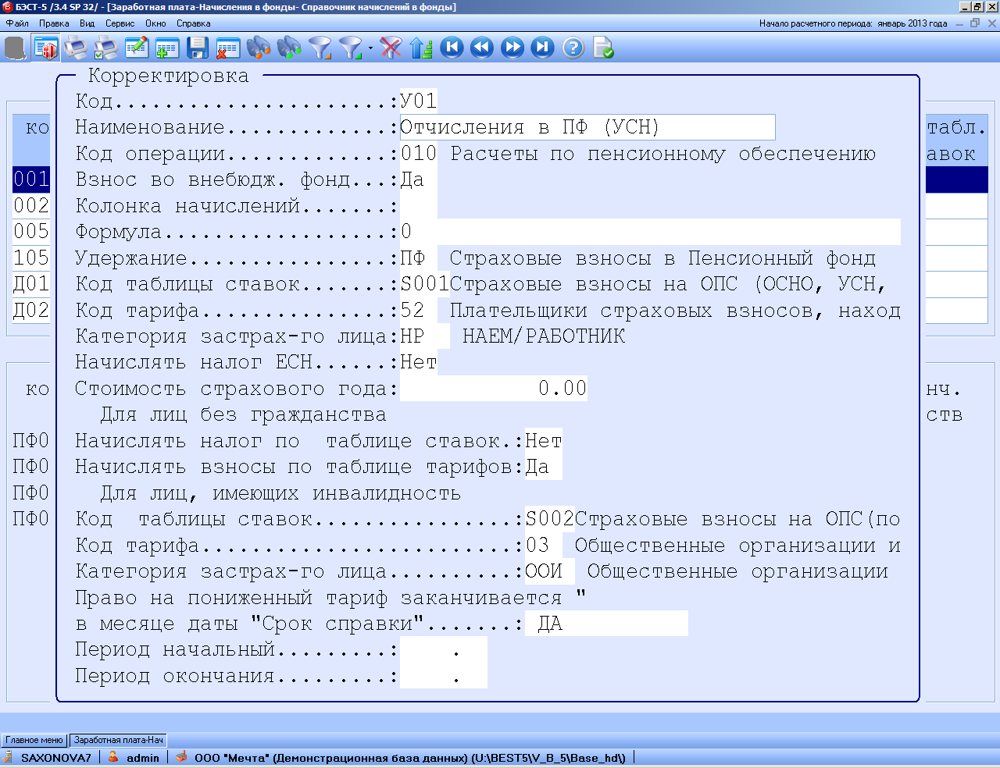 БЭСТ-5 /3.4 SP 32/ - [Заработная плата-Начисления в фонды- Справочник начислений в фонды]
Файл Правка Вид Сервис Окно Справка Начало расчетного периода: январь 2013 года
Корректировка
Код......................:У01
ко Наименование..............:Отчисления в ПФ (УСН) табл.
Код операции..............:010 Расчеты по пенсионному обеспечению авок
001 Взнос во внебюдж. фонд...:Да
002 Колонка начислений.......:
005 Формула..................:0
105 Удержание................:ПФ Страховые взносы в Пенсионный фонд
Д01 Код таблицы ставок.......:S001Страховые взносы на ОПС (ОСНО, УСН,
Д02 Код тарифа...............:52 Плательщики страховых взносов, наход
Категория застрах-го лица:НР НАЕМ/РАБОТНИК
Начислять налог ЕСН......:Нет
ко Стоимость страхового года: 0.00 нч.
Для лиц без гражданства ств
ПФ0 Начислять налог по таблице ставок.:Нет
ПФ0 Начислять взносы по таблице тарифов:Да
ПФ0 Для лиц, имеющих инвалидность
ПФ0 Код таблицы ставок.................:S002Страховые взносы на ОПС(по
Код тарифа.........................:03 Общественные организации и
Категория застрах-го лица..........:ООИ Общественные организации
Право на пониженный тариф заканчивается "
в месяце даты "Срок справки".......: ДА
Период начальный.........: .
Период окончания.........: .
Главное меню Заработная плата-Нач
SAXONOVA7 admin ООО "Мечта" (Демонстрационная база данных) (U:\BEST5\V_B_5\Base_hd\)